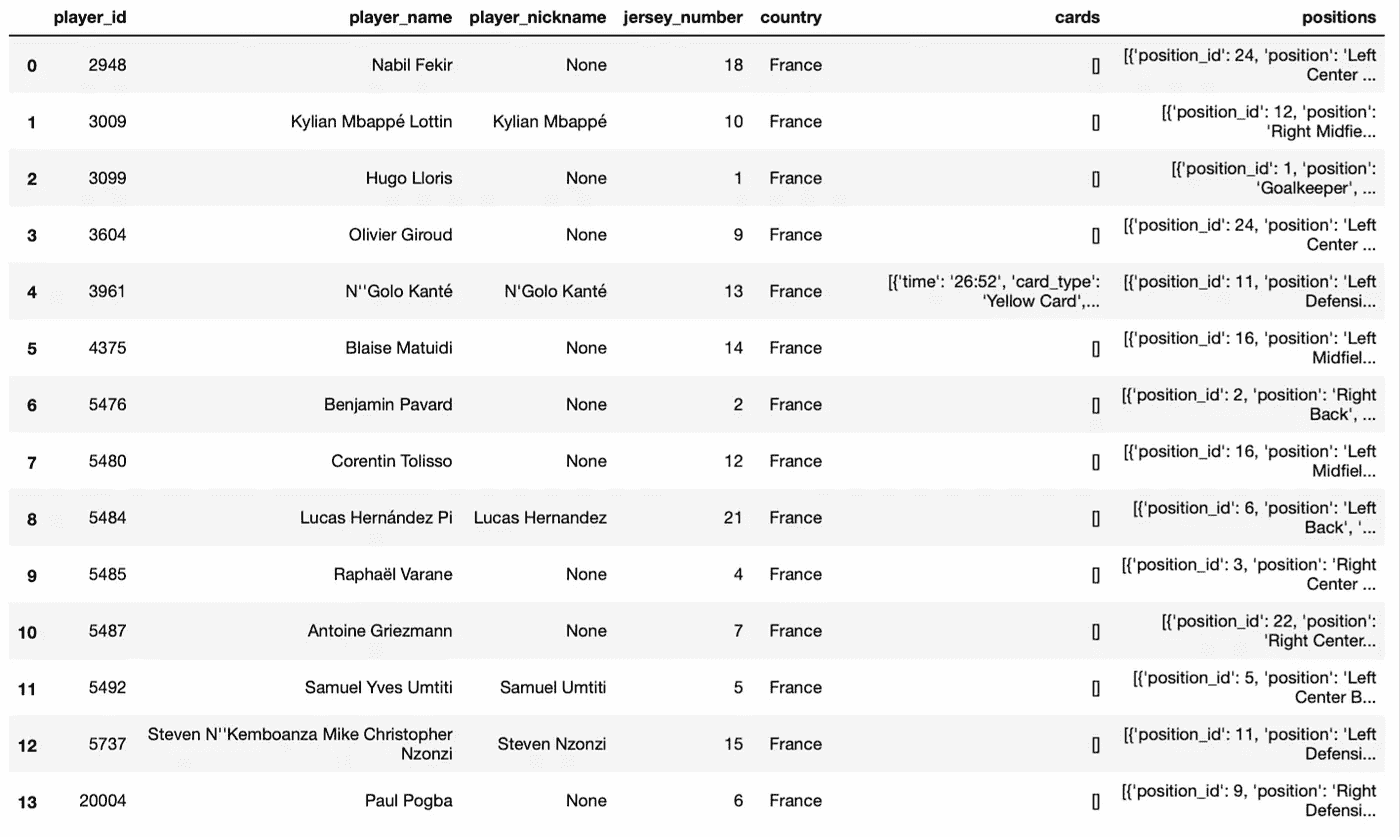 player_id player_name player_nickname jersey_number country cards positions
0 2948 Nabil Fekir None 18 France [] [{'position_id': 24, 'position': 'Left
Center ...
1 3009 Kylian Mbappé Lottin Kylian Mbappé 10 France [] [{'position_id': 12, 'position':
'Right Midfie...
2 3099 Hugo Lloris None 1 France [] [{'position_id': 1, 'position':
'Goalkeeper', ...
3 3604 Olivier Giroud None 9 France [] [{'position_id': 24, 'position': 'Left
Center ...
4 3961 N''Golo Kanté N'Golo Kanté 13 France [{'time': '26:52', 'card_type': [{'position_id': 11, 'position': 'Left
'Yellow Card',... Defensi...
5 4375 Blaise Matuidi None 14 France [] [{'position_id': 16, 'position': 'Left
Midfiel...
6 5476 Benjamin Pavard None 2 France [] [{'position_id': 2, 'position': 'Right
Back', ...
7 5480 Corentin Tolisso None 12 France [] [{'position_id': 16, 'position': 'Left
Midfiel...
8 5484 Lucas Hernández Pi Lucas Hernandez 21 France [] [{'position_id': 6, 'position': 'Left
Back', '...
9 5485 Raphaël Varane None 4 France [] [{'position_id': 3, 'position': 'Right
Center ...
10 5487 Antoine Griezmann None 7 France [] [{'position_id': 22, 'position':
'Right Center...
11 5492 Samuel Yves Umtiti Samuel Umtiti 5 France [] [{'position_id': 5, 'position': 'Left
Center B...
12 5737 Steven N''Kemboanza Mike Christopher Steven Nzonzi 15 France [] [{'position_id': 11, 'position': 'Left
Nzonzi Defensi...
13 20004 Paul Pogba None 6 France [] [{'position_id': 9, 'position': 'Right
Defensi...